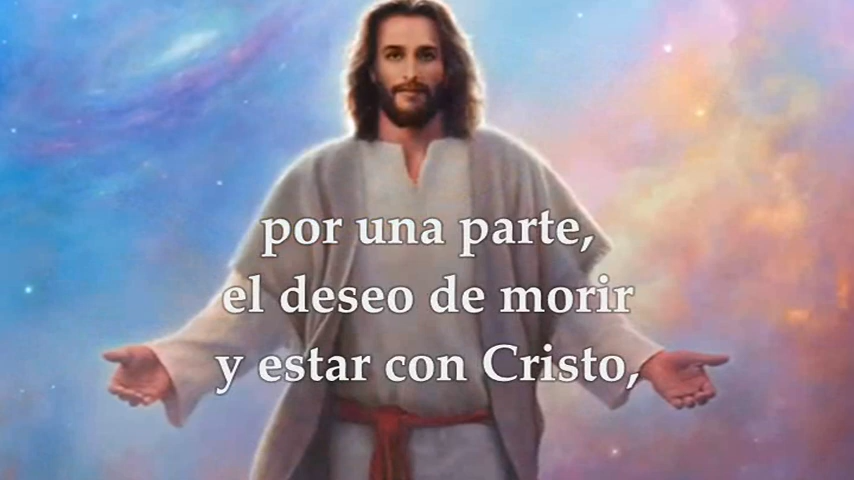 por una parte,
el deseo de morir
y estar con Cristo,